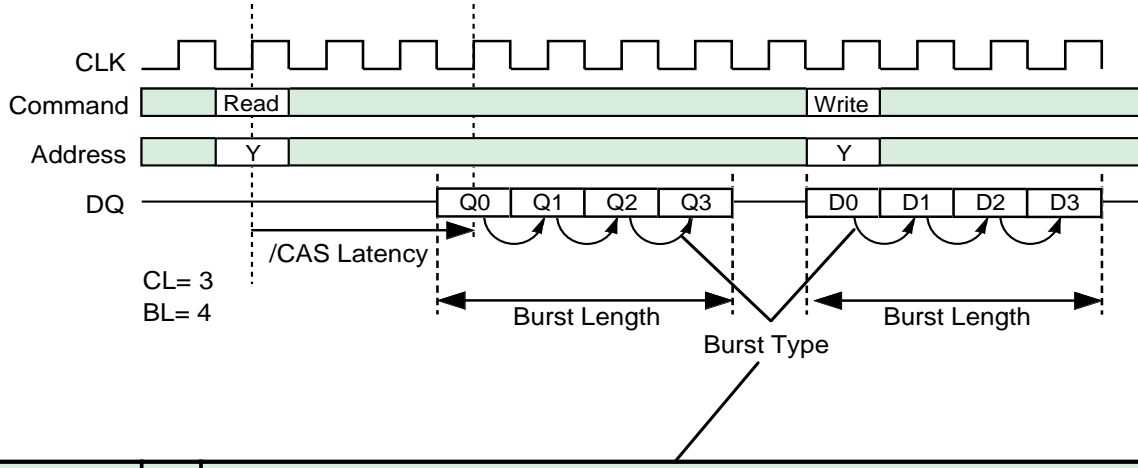 CLK
Command Read Write
Address Y Y
DQ Q0 Q1 Q2 Q3 D0 D1 D2 D3
/CAS Latency
CL= 3
BL= 4
Burst Length Burst Length
Burst Type